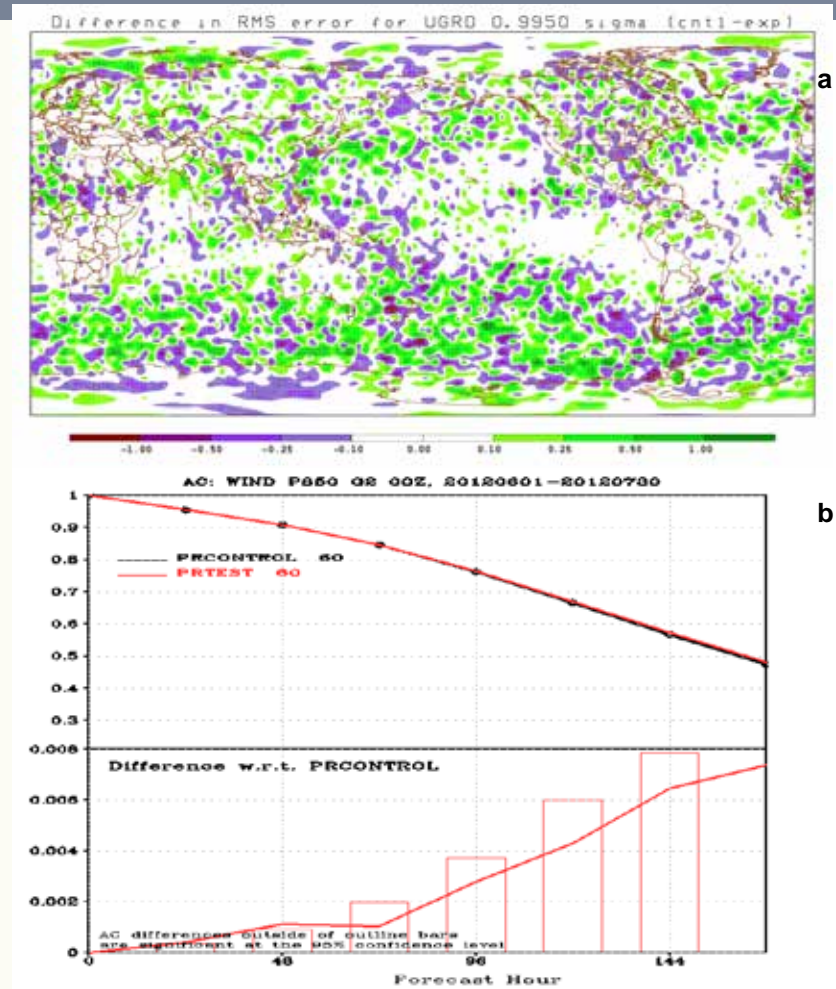 Difference in RMS error for UGRD 0.9950 sigma (cntl-exp)
a
-1.00 -0.50 -0.25 -0.10 0.00 0.10 0.25 0.50 1.00
AC: WIND P850 G2 00Z, 20120601-20120730
b
1
0.9
0.8
PRCONTROL 60
PRTEST 60
0.7
0.6
0.5
0.4
0.3
0.008
Difference w.r.t. PRCONTROL
0.006
0.004
0.002
AC differences outside of outline bars
are significant at the 95% confidence level
0
0 48 96 144
Forecast Hour